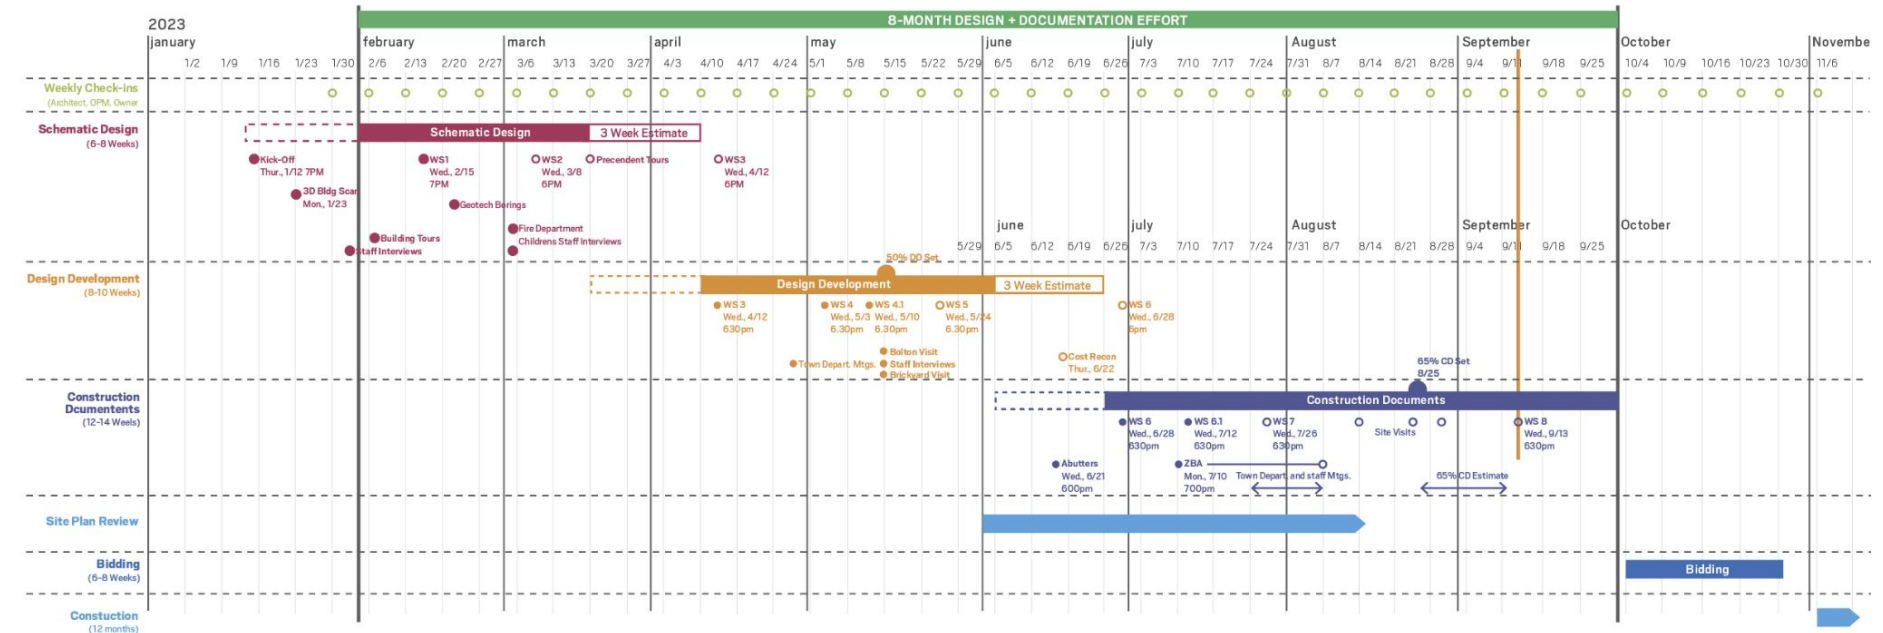 2023
8-MONTH DESIGN + DOCUMENTATION EFFORT
january february march april may june july August September October Novembe
1/2 1/9 1/16 1/23 1/30 2/6 2/13 2/20 2/27 3/6 3/13 3/20 3/27 4/3 4/10 4/17 4/24 5/1 5/8 5/15 5/22 5/29 6/5 6/12 6/19 6/26 7/3 7/10 7/17 7/24 7/31 8/7 8/14 8/21 8/28 9/4 9/11 9/18 9/25 10/4 10/9 10/16 10/23 10/30 11/6
Weekly Check-ins
(Architect, OPM, Owner
Schematic Design
(6-8 Weeks)
Schematic Design
3 Week Estimate
Kick-Off
Thur., 1/12 7PM
WS1
Wed., 2/15
7PM
WS2
Wed., 3/8
6PM
Precendent Tours
WS3
Wed., 4/12
6PM
3D Bldg Scan
Mon., 1/23
Geotech Borings
Building Tours
Staff Interviews
Fire Department
Childrens Staff Interviews
june july August September October
5/29 6/5 6/12 6/19 6/26 7/3 7/10 7/17 7/24 7/31 8/7 8/14 8/21 8/28 9/4 9/11 9/18 9/25
Design Development
(8-10 Weeks)
50% DD Set
Design Development
3 Week Estimate
WS 3
Wed., 4/12
630pm
WS 4
Wed., 5/3
6.30pm
WS 4.1
Wed., 5/10
6.30pm
WS 5
Wed., 5/24
6.30pm
WS 6
Wed., 6/28
6pm
Town Depart. Mtgs.
Bolton Visit
Staff Interviews
Brickyard Visit
Cost Recon
Thur., 6/22
Construction
Dcumentents
(12-14 Weels)
65% CD Set
8/25
Construction Documents
WS 6
Wed., 6/28
630pm
WS 6.1
Wed., 7/12
630pm
WS 7
Wed., 7/26
630pm
Site Visits
WS 8
Wed., 9/13
630pm
Abutters
Wed., 6/21
600pm
ZBA
Mon., 7/10
700pm
Town Depart. and staff Mtgs.
65% CD Estimate
Site Plan Review
Bidding
(6-8 Weeks)
Bidding
Constuction
(12 months)